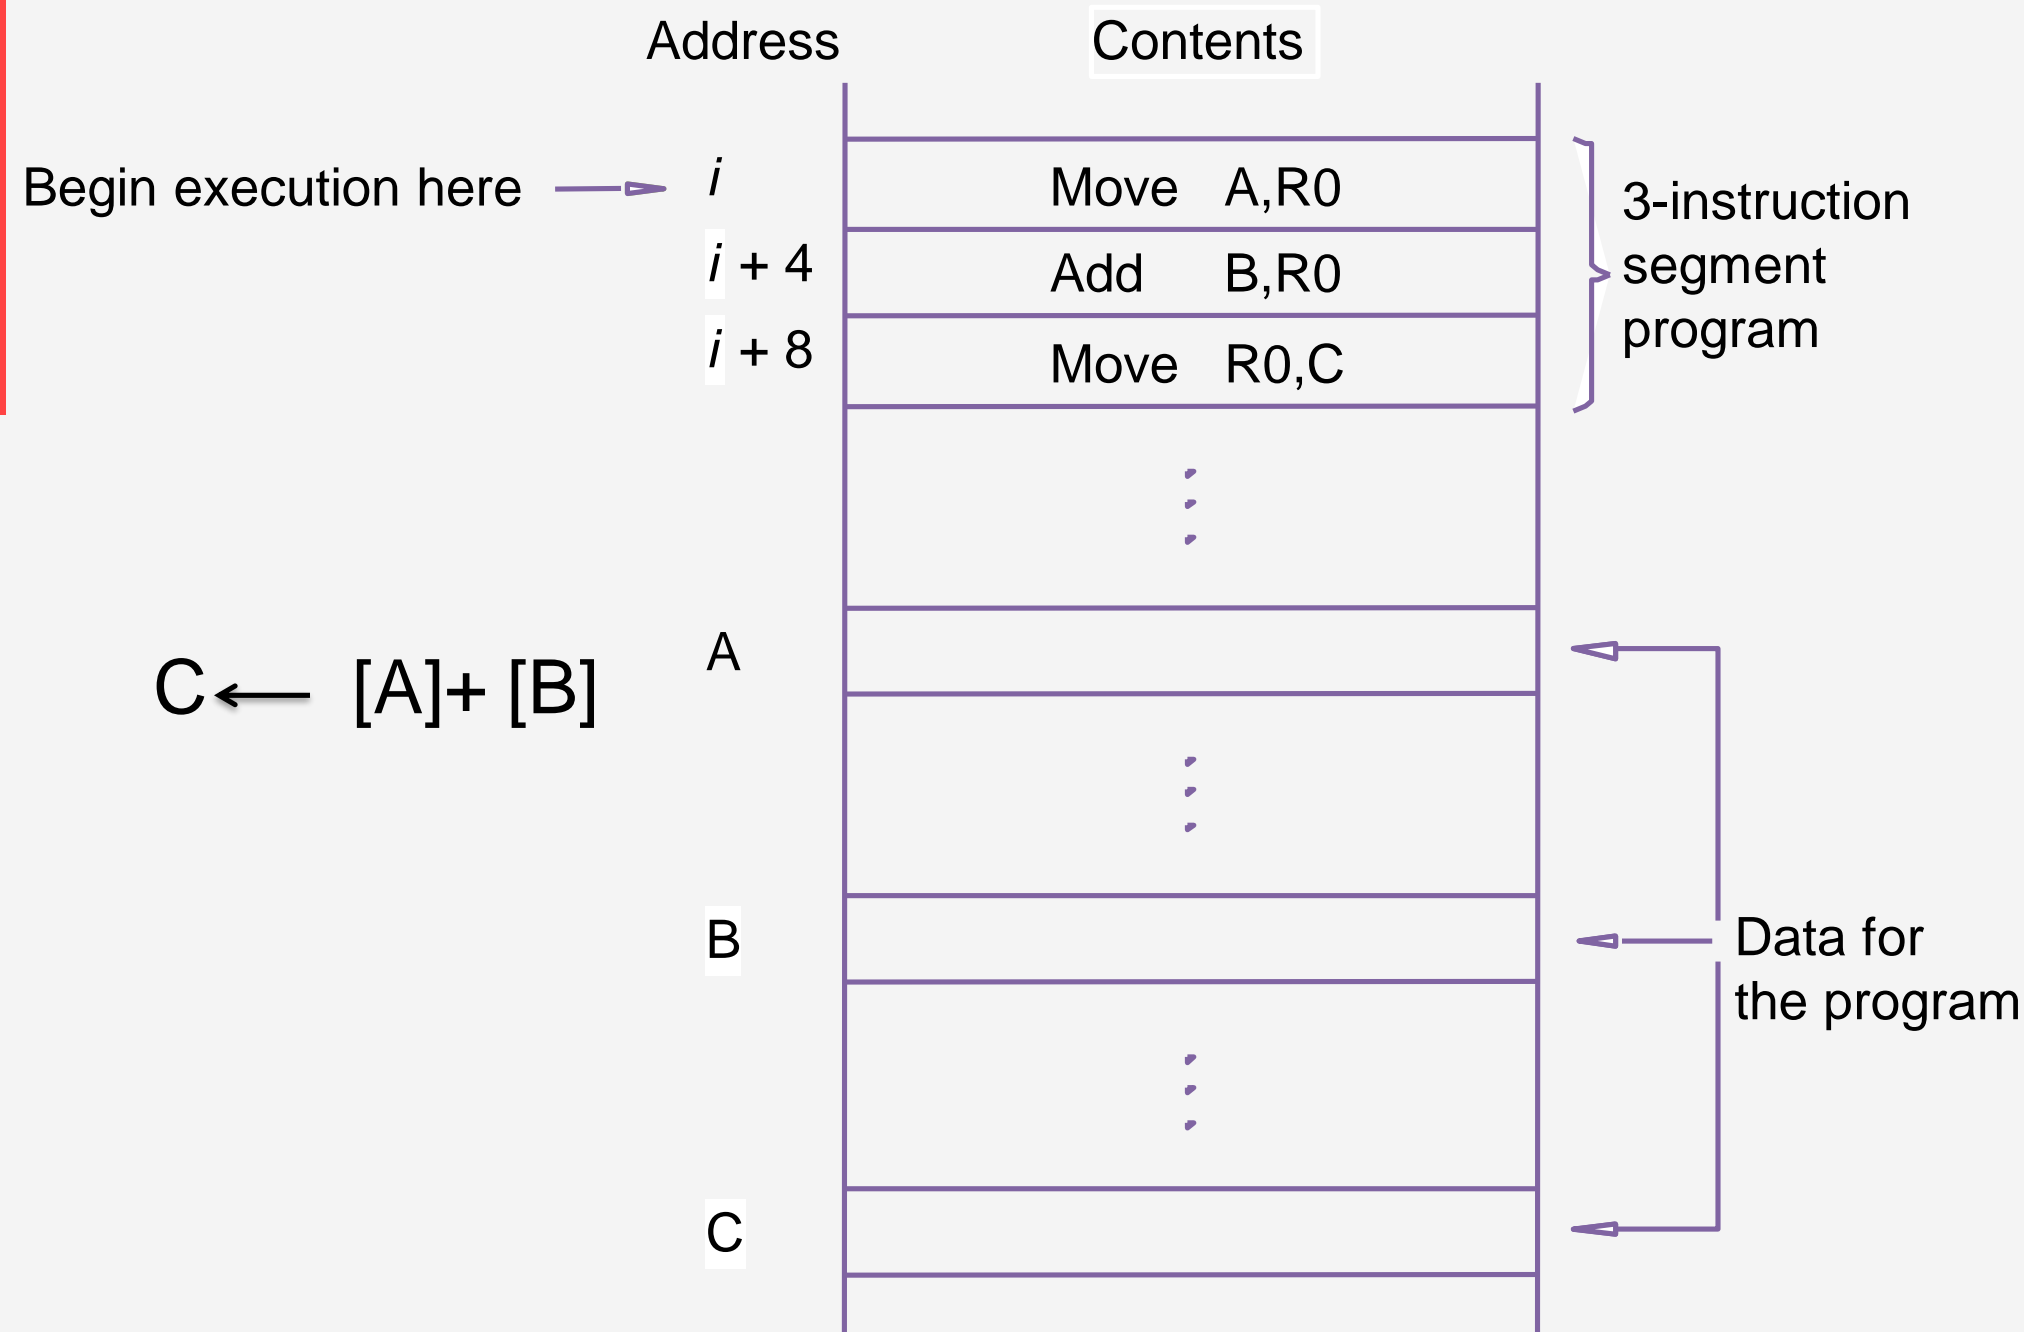 Address Contents
Begin execution here i Move A,R0
i + 4 Add B,R0
i + 8 Move R0,C
3-instruction
segment
program
A
C ← [A]+ [B]
B
Data for
the program
C